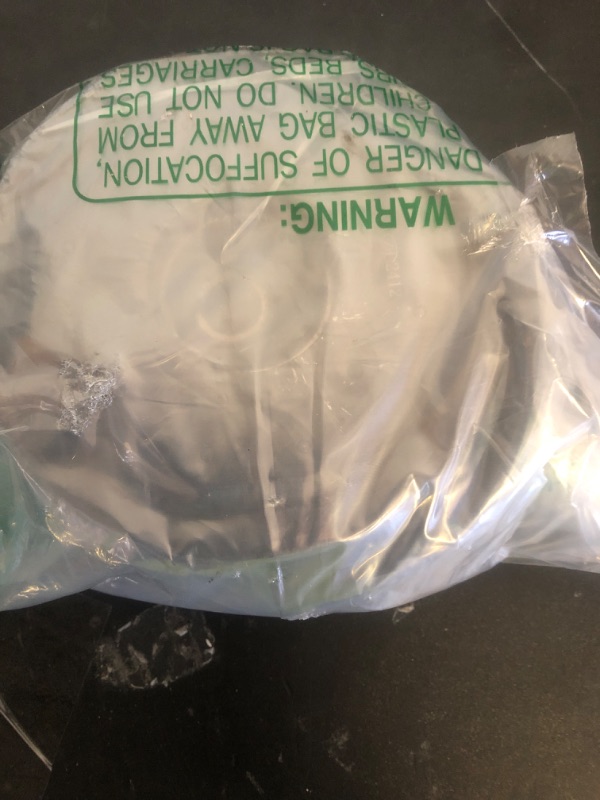 WARNING:
DANGER OF SUFFOCATION,
PLASTIC BAG AWAY FROM
CHILDREN. DO NOT USE
BEDS, CARRIAGES